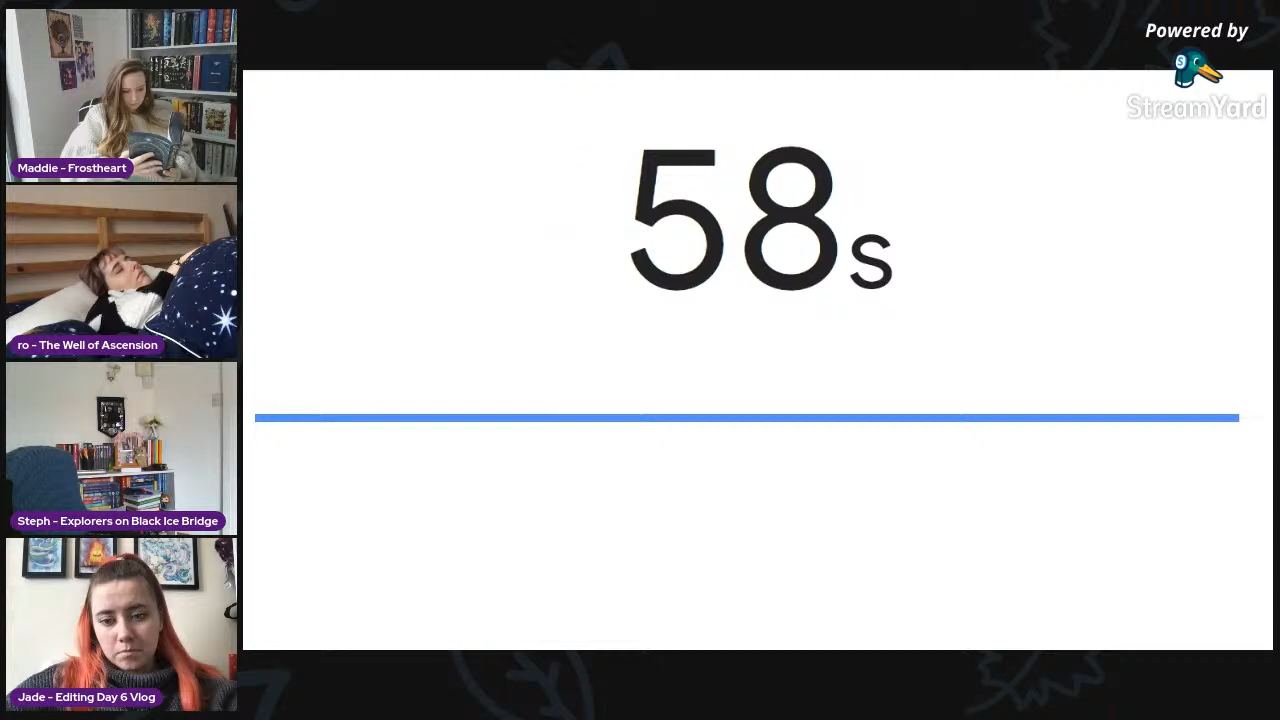 Powered by
StreamYard
58s
Maddie - Frostheart
ro - The Well of Ascension
Steph - Explorers on Black Ice Bridge
Jade - Editing Day 6 Vlog